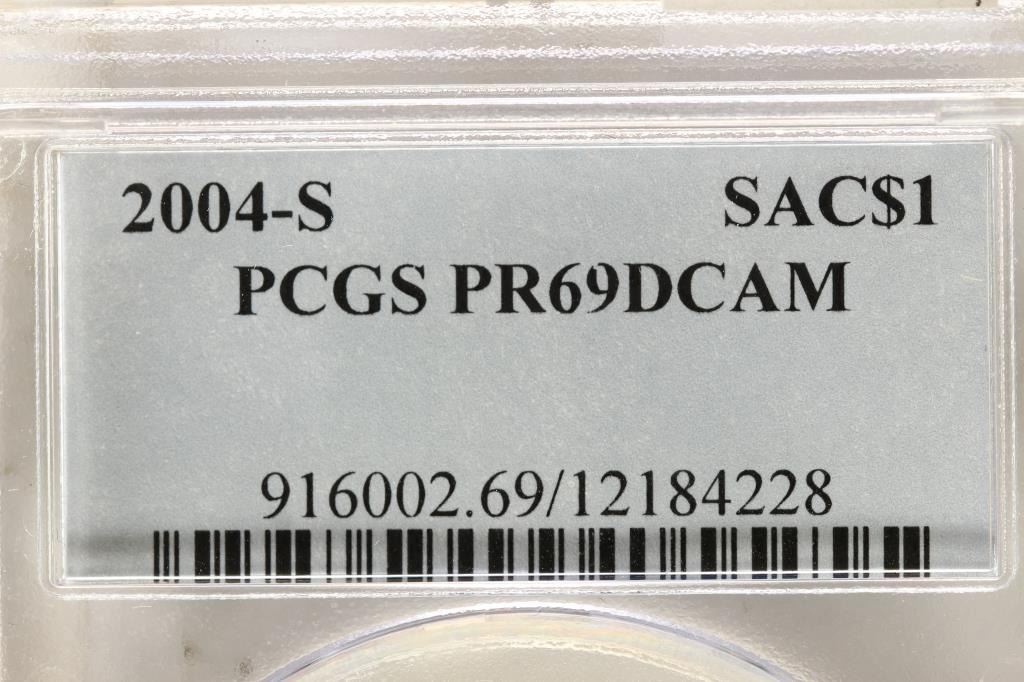 2004-S SAC$1
PCGS PR69DCAM
916002.69/12184228